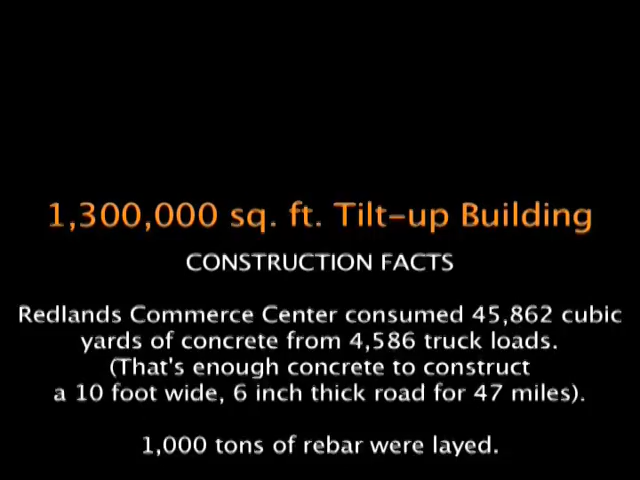 1,300,000 sq. ft. Tilt-up Building
CONSTRUCTION FACTS
Redlands Commerce Center consumed 45,862 cubic
yards of concrete from 4,586 truck loads.
(That's enough concrete to construct
a 10 foot wide, 6 inch thick road for 47 miles).
1,000 tons of rebar were layed.